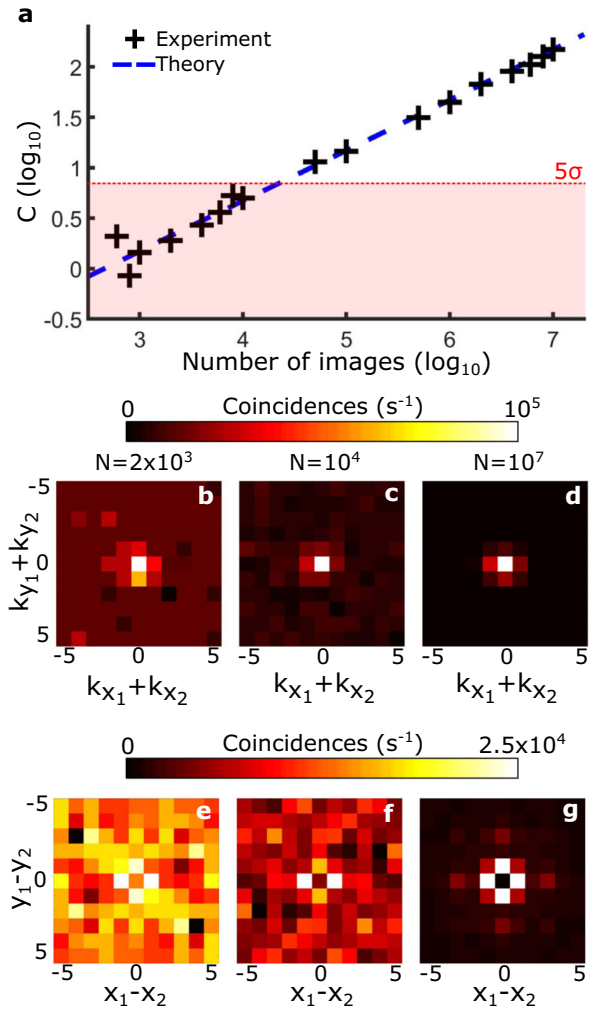 a
Experiment
Theory
2
1.5
1
0.5
0
-0.5
5σ
C (log10)
3
4
5
6
7
Number of images (log10)
0
Coincidences (s-1)
10^5
N=2x10^3
N=10^4
N=10^7
b
c
d
-5
0
5
ky1+ky2
-5 0 5
-5 0 5
-5 0 5
kx1+kx2
kx1+kx2
kx1+kx2
0
Coincidences (s-1)
2.5x10^4
e
f
g
-5
0
5
y1-y2
-5 0 5
-5 0 5
-5 0 5
x1-x2
x1-x2
x1-x2